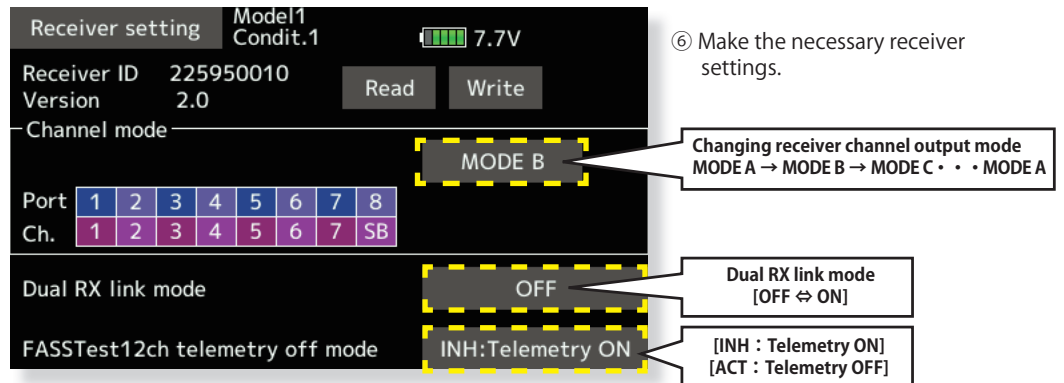 Receiver setting
Model1
Condit.1
7.7V
Receiver ID 225950010
Version 2.0
Read
Write
Channel mode
MODE B
Port 1 2 3 4 5 6 7 8
Ch. 1 2 3 4 5 6 7 SB
Dual RX link mode
OFF
FASSTest12ch telemetry off mode
INH:Telemetry ON
⑥ Make the necessary receiver
settings.
Changing receiver channel output mode
MODE A → MODE B → MODE C・・・MODE A
Dual RX link mode
[OFF ⇔ ON]
[INH：Telemetry ON]
[ACT：Telemetry OFF]